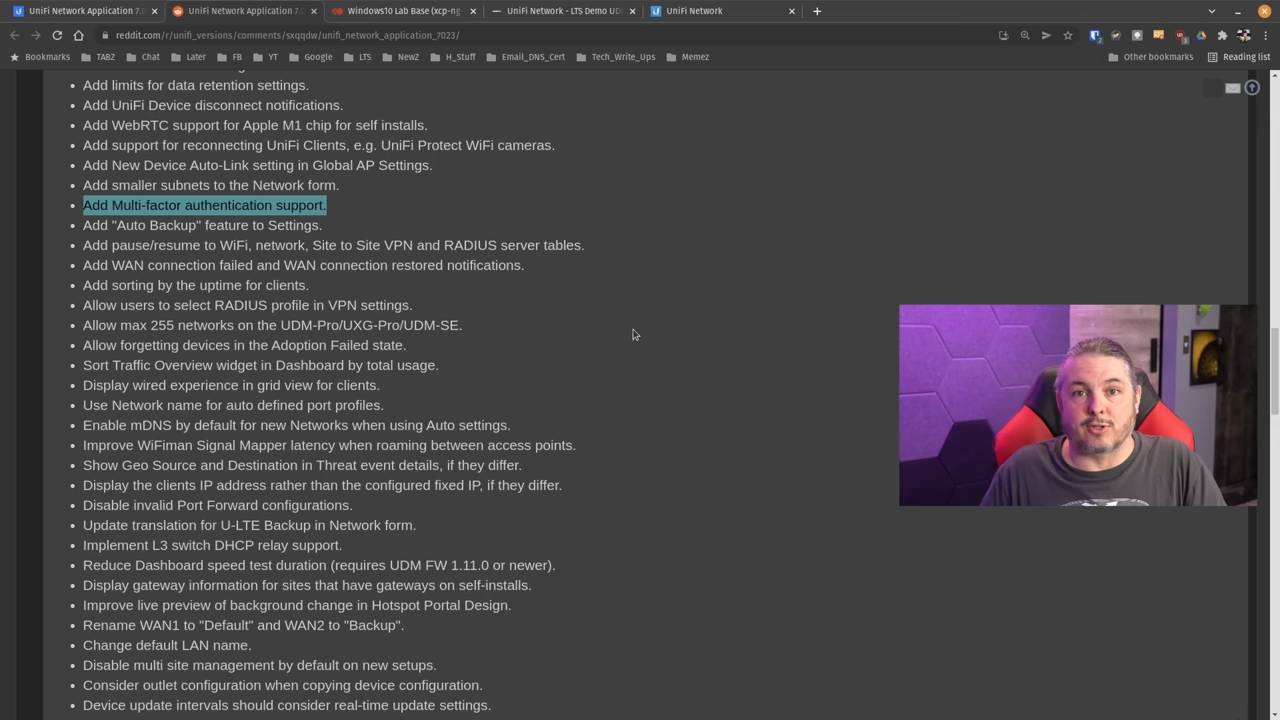 UniFi Network Application 7.0
UniFi Network Application 7.
Windows10 Lab Base (xcp-ng
UniFi Network - LTS Demo UD
UniFi Network
reddit.com/r/unifi_versions/comments/sxqqdw/unifi_network_application_7023/
Bookmarks TABZ Chat Later FB YT Google LTS NewZ H_Stuff Email_DNS_Cert Tech_Write_Ups Memez Other bookmarks Reading list
Add limits for data retention settings.
Add UniFi Device disconnect notifications.
Add WebRTC support for Apple M1 chip for self installs.
Add support for reconnecting UniFi Clients, e.g. UniFi Protect WiFi cameras.
Add New Device Auto-Link setting in Global AP Settings.
Add smaller subnets to the Network form.
Add Multi-factor authentication support.
Add "Auto Backup" feature to Settings.
Add pause/resume to WiFi, network, Site to Site VPN and RADIUS server tables.
Add WAN connection failed and WAN connection restored notifications.
Add sorting by the uptime for clients.
Allow users to select RADIUS profile in VPN settings.
Allow max 255 networks on the UDM-Pro/UXG-Pro/UDM-SE.
Allow forgetting devices in the Adoption Failed state.
Sort Traffic Overview widget in Dashboard by total usage.
Display wired experience in grid view for clients.
Use Network name for auto defined port profiles.
Enable mDNS by default for new Networks when using Auto settings.
Improve WiFiman Signal Mapper latency when roaming between access points.
Show Geo Source and Destination in Threat event details, if they differ.
Display the clients IP address rather than the configured fixed IP, if they differ.
Disable invalid Port Forward configurations.
Update translation for U-LTE Backup in Network form.
Implement L3 switch DHCP relay support.
Reduce Dashboard speed test duration (requires UDM FW 1.11.0 or newer).
Display gateway information for sites that have gateways on self-installs.
Improve live preview of background change in Hotspot Portal Design.
Rename WAN1 to "Default" and WAN2 to "Backup".
Change default LAN name.
Disable multi site management by default on new setups.
Consider outlet configuration when copying device configuration.
Device update intervals should consider real-time update settings.